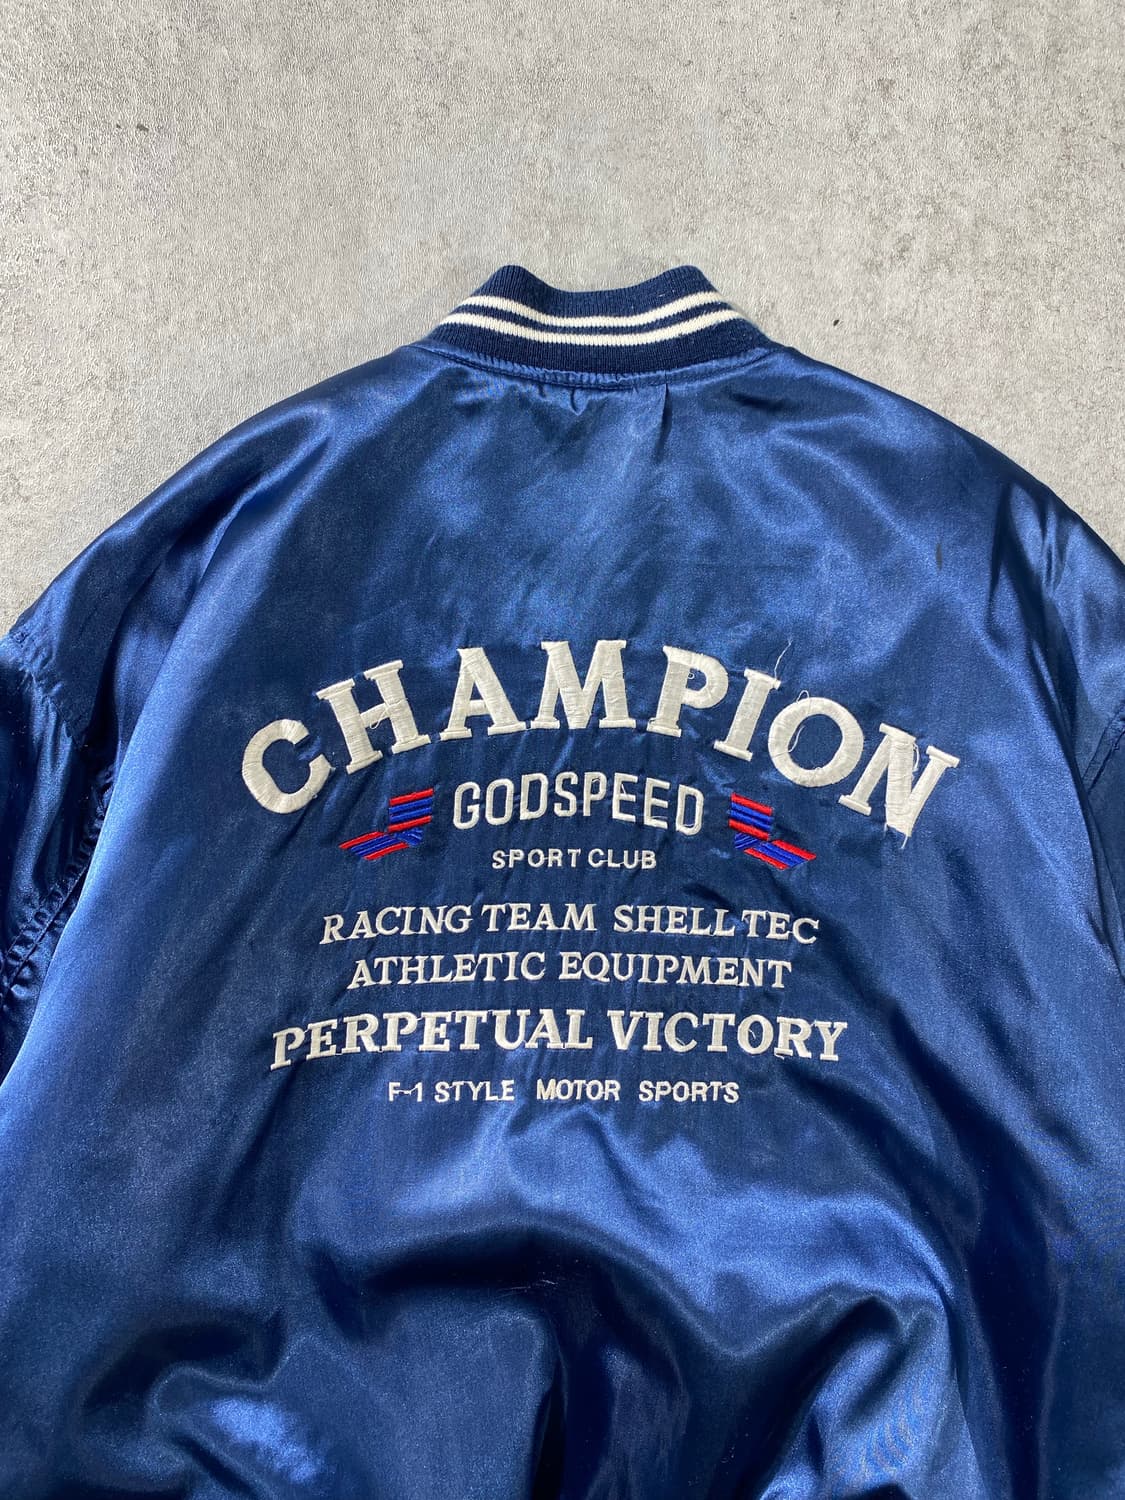 CHAMPION
GODSPEED
SPORT CLUB
RACING TEAM SHELL TEC
ATHLETIC EQUIPMENT
PERPETUAL VICTORY
F-1 STYLE MOTOR SPORTS